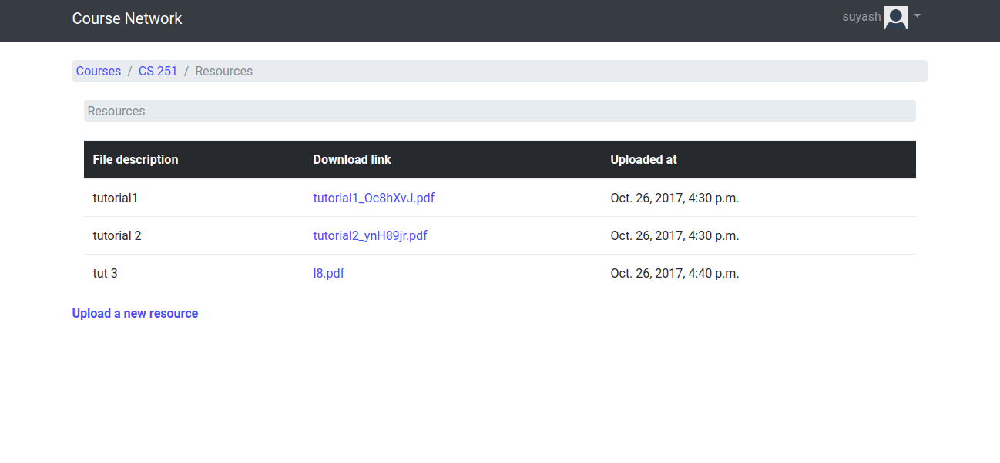 Course Network
suyash
Courses / CS 251 / Resources
Resources
File description Download link Uploaded at
tutorial1 tutorial1_Oc8hXvJ.pdf Oct. 26, 2017, 4:30 p.m.
tutorial 2 tutorial2_ynH89jr.pdf Oct. 26, 2017, 4:30 p.m.
tut 3 l8.pdf Oct. 26, 2017, 4:40 p.m.
Upload a new resource